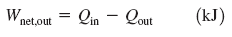 W_net,out = Q_in − Q_out (kJ)